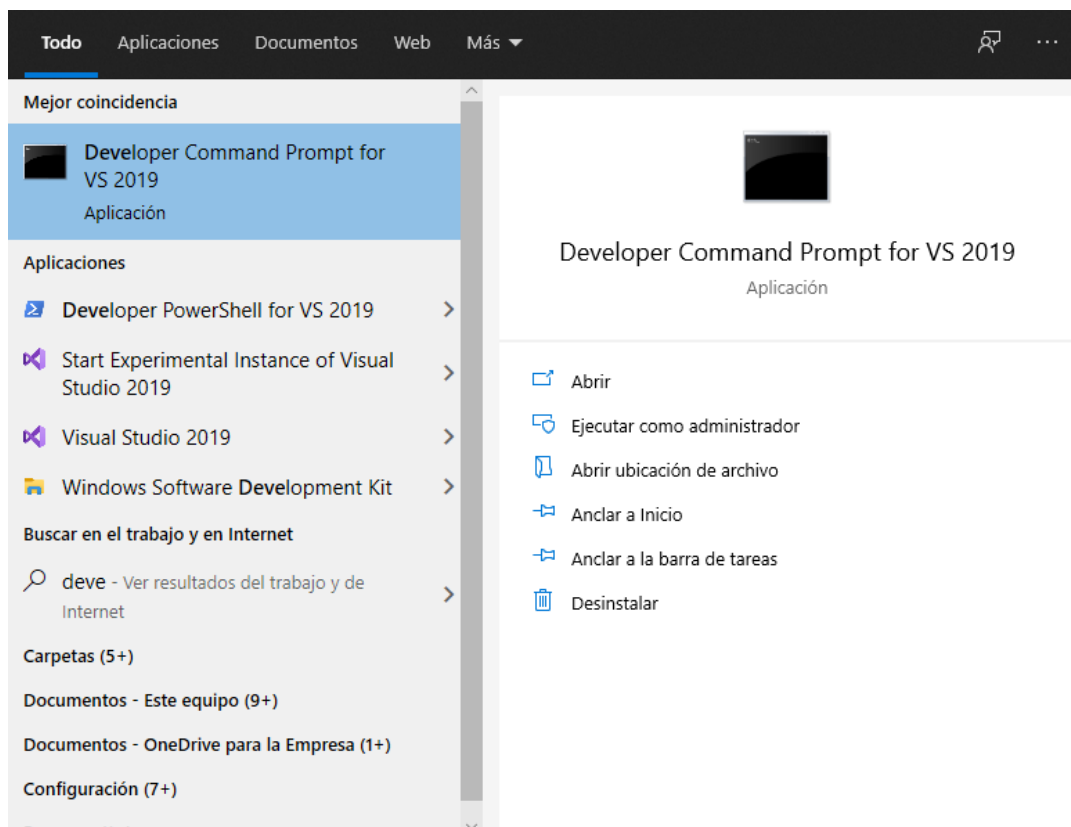 Todo Aplicaciones Documentos Web Más
Mejor coincidencia
Developer Command Prompt for
VS 2019
Aplicación
Aplicaciones
Developer PowerShell for VS 2019
Start Experimental Instance of Visual
Studio 2019
Visual Studio 2019
Windows Software Development Kit
Buscar en el trabajo y en Internet
deve - Ver resultados del trabajo y de
Internet
Carpetas (5+)
Documentos - Este equipo (9+)
Documentos - OneDrive para la Empresa (1+)
Configuración (7+)
Developer Command Prompt for VS 2019
Aplicación
Abrir
Ejecutar como administrador
Abrir ubicación de archivo
Anclar a Inicio
Anclar a la barra de tareas
Desinstalar